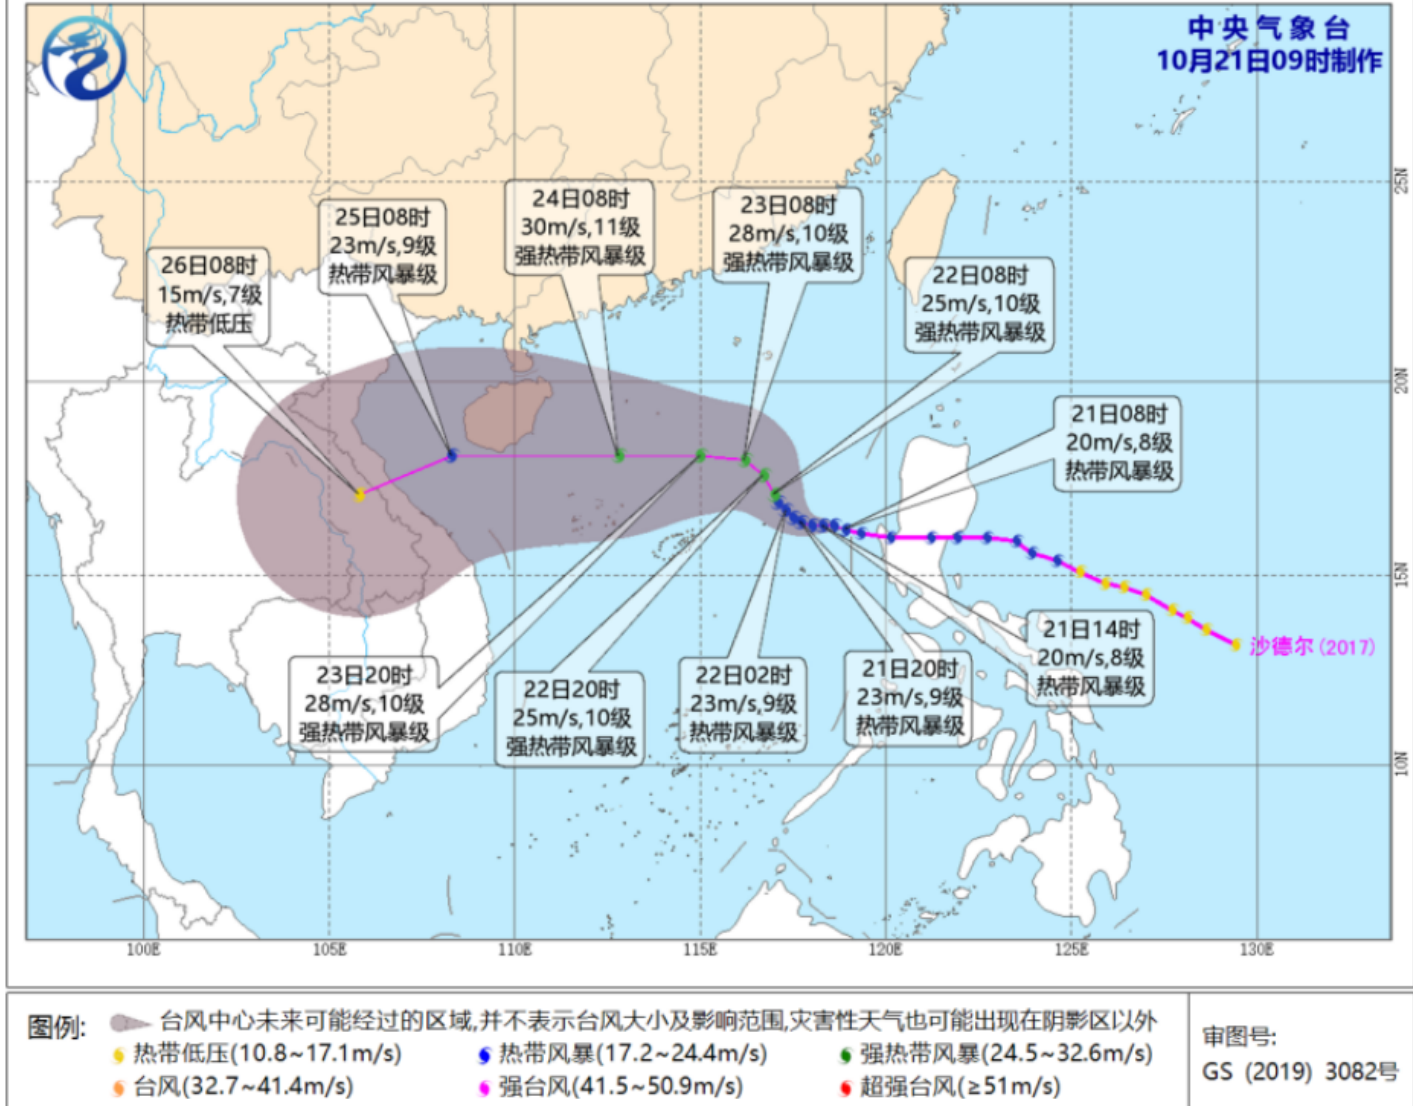 中央气象台
10月21日09时制作
24日08时
30m/s,11级
强热带风暴级
23日08时
28m/s,10级
强热带风暴级
25日08时
23m/s,9级
热带风暴级
26日08时
15m/s,7级
热带低压
22日08时
25m/s,10级
强热带风暴级
21日08时
20m/s,8级
热带风暴级
25N
20N
15N
10N
沙德尔(2017)
21日14时
20m/s,8级
热带风暴级
21日20时
23m/s,9级
热带风暴级
22日02时
23m/s,9级
热带风暴级
22日20时
25m/s,10级
强热带风暴级
23日20时
28m/s,10级
强热带风暴级
100E 105E 110E 115E 120E 125E 130E
图例: 台风中心未来可能经过的区域,并不表示台风大小及影响范围,灾害性天气也可能出现在阴影区以外
热带低压(10.8~17.1m/s) 热带风暴(17.2~24.4m/s) 强热带风暴(24.5~32.6m/s)
台风(32.7~41.4m/s) 强台风(41.5~50.9m/s) 超强台风(≥51m/s)
审图号:
GS (2019) 3082号